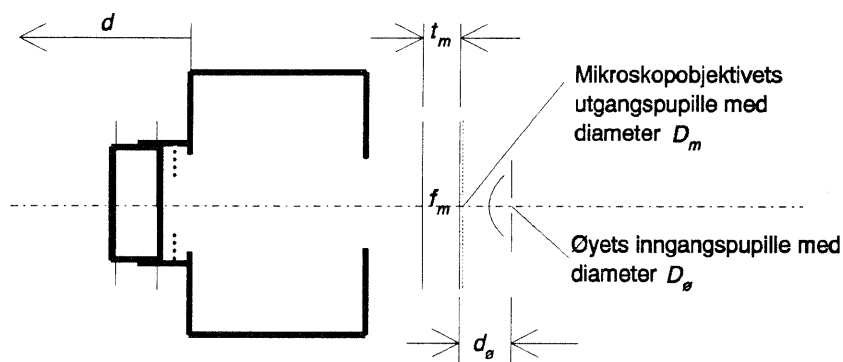 d
t_m
Mikroskopobjektivets
utgangspupille med
diameter D_m
f_m
Øyets inngangspupille med
diameter D_ø
d_ø